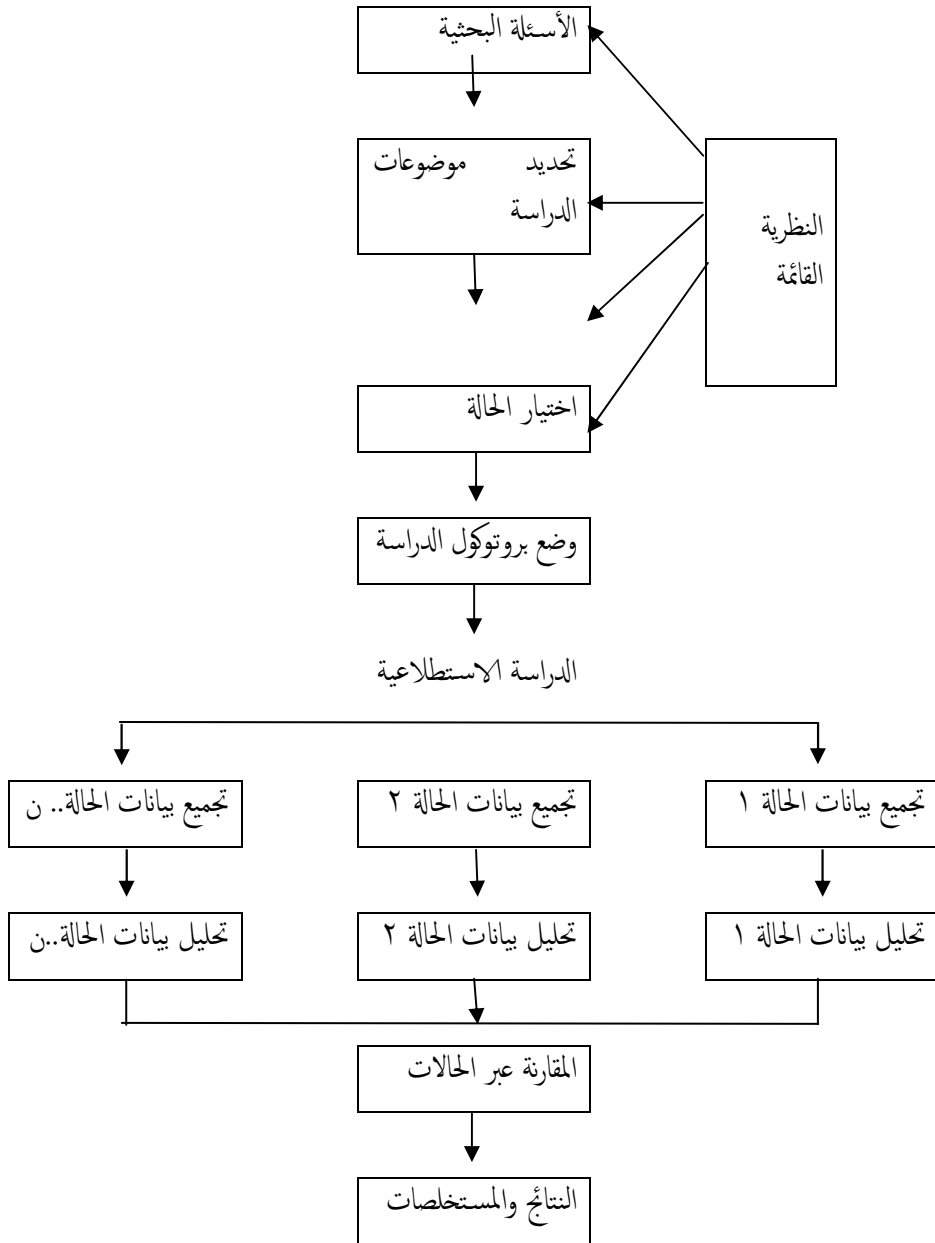 الأسئلة البحثية
تحديد موضوعات
الدراسة
النظرية
القائمة
اختيار الحالة
وضع بروتوكول الدراسة
الدراسة الاستطلاعية
تجميع بيانات الحالة ١
تجميع بيانات الحالة ٢
تجميع بيانات الحالة.. ن
تحليل بيانات الحالة ١
تحليل بيانات الحالة ٢
تحليل بيانات الحالة..ن
المقارنة عبر الحالات
النتائج والمستخلصات